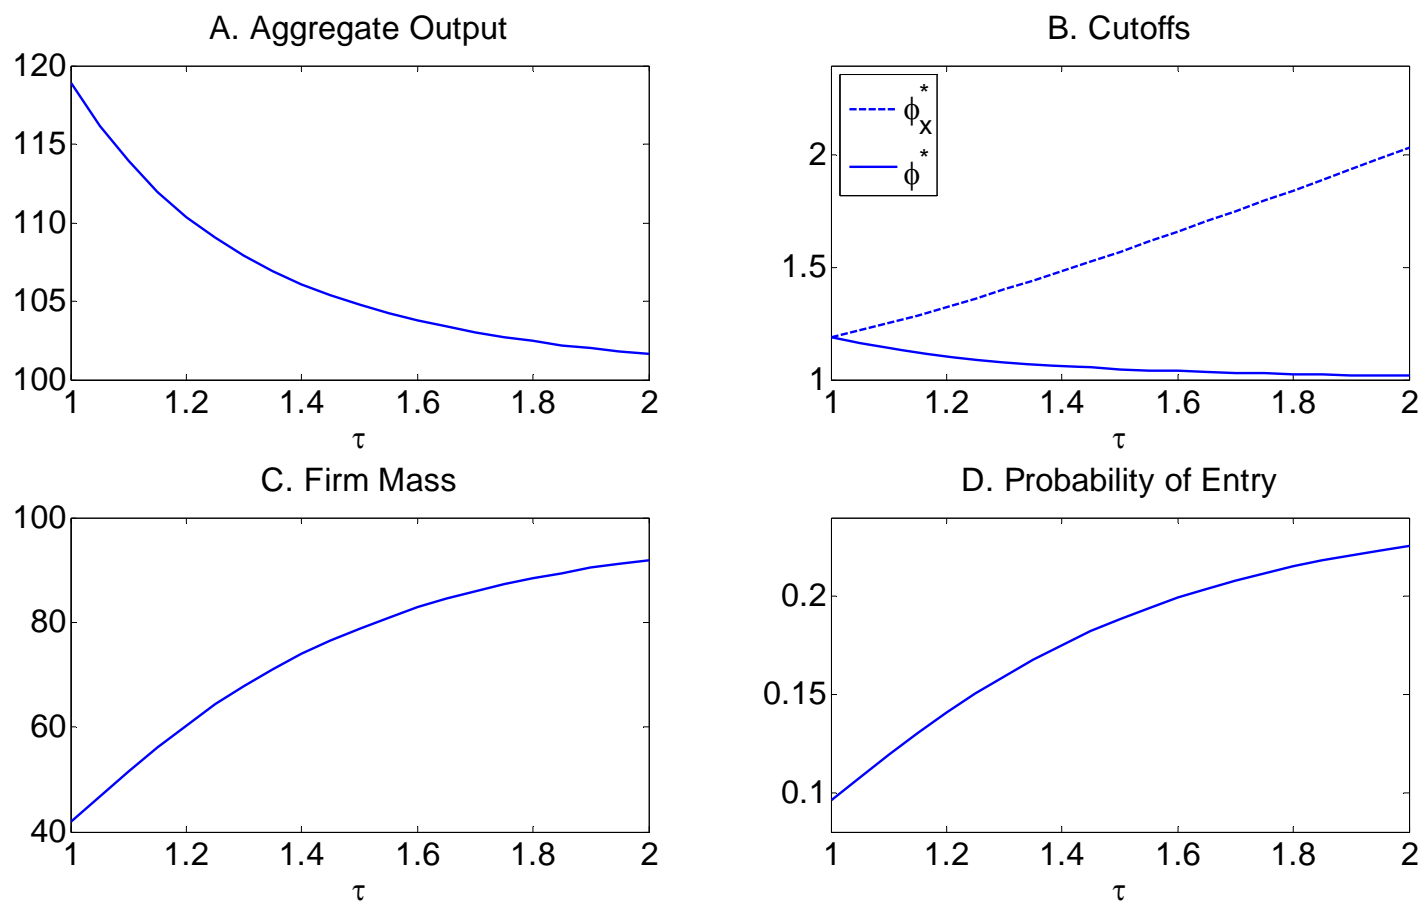 A. Aggregate Output
120
115
110
105
100
1 1.2 1.4 1.6 1.8 2
τ
B. Cutoffs
ϕ*x
ϕ*
2
1.5
1
1 1.2 1.4 1.6 1.8 2
τ
C. Firm Mass
100
80
60
40
1 1.2 1.4 1.6 1.8 2
τ
D. Probability of Entry
0.2
0.15
0.1
1 1.2 1.4 1.6 1.8 2
τ